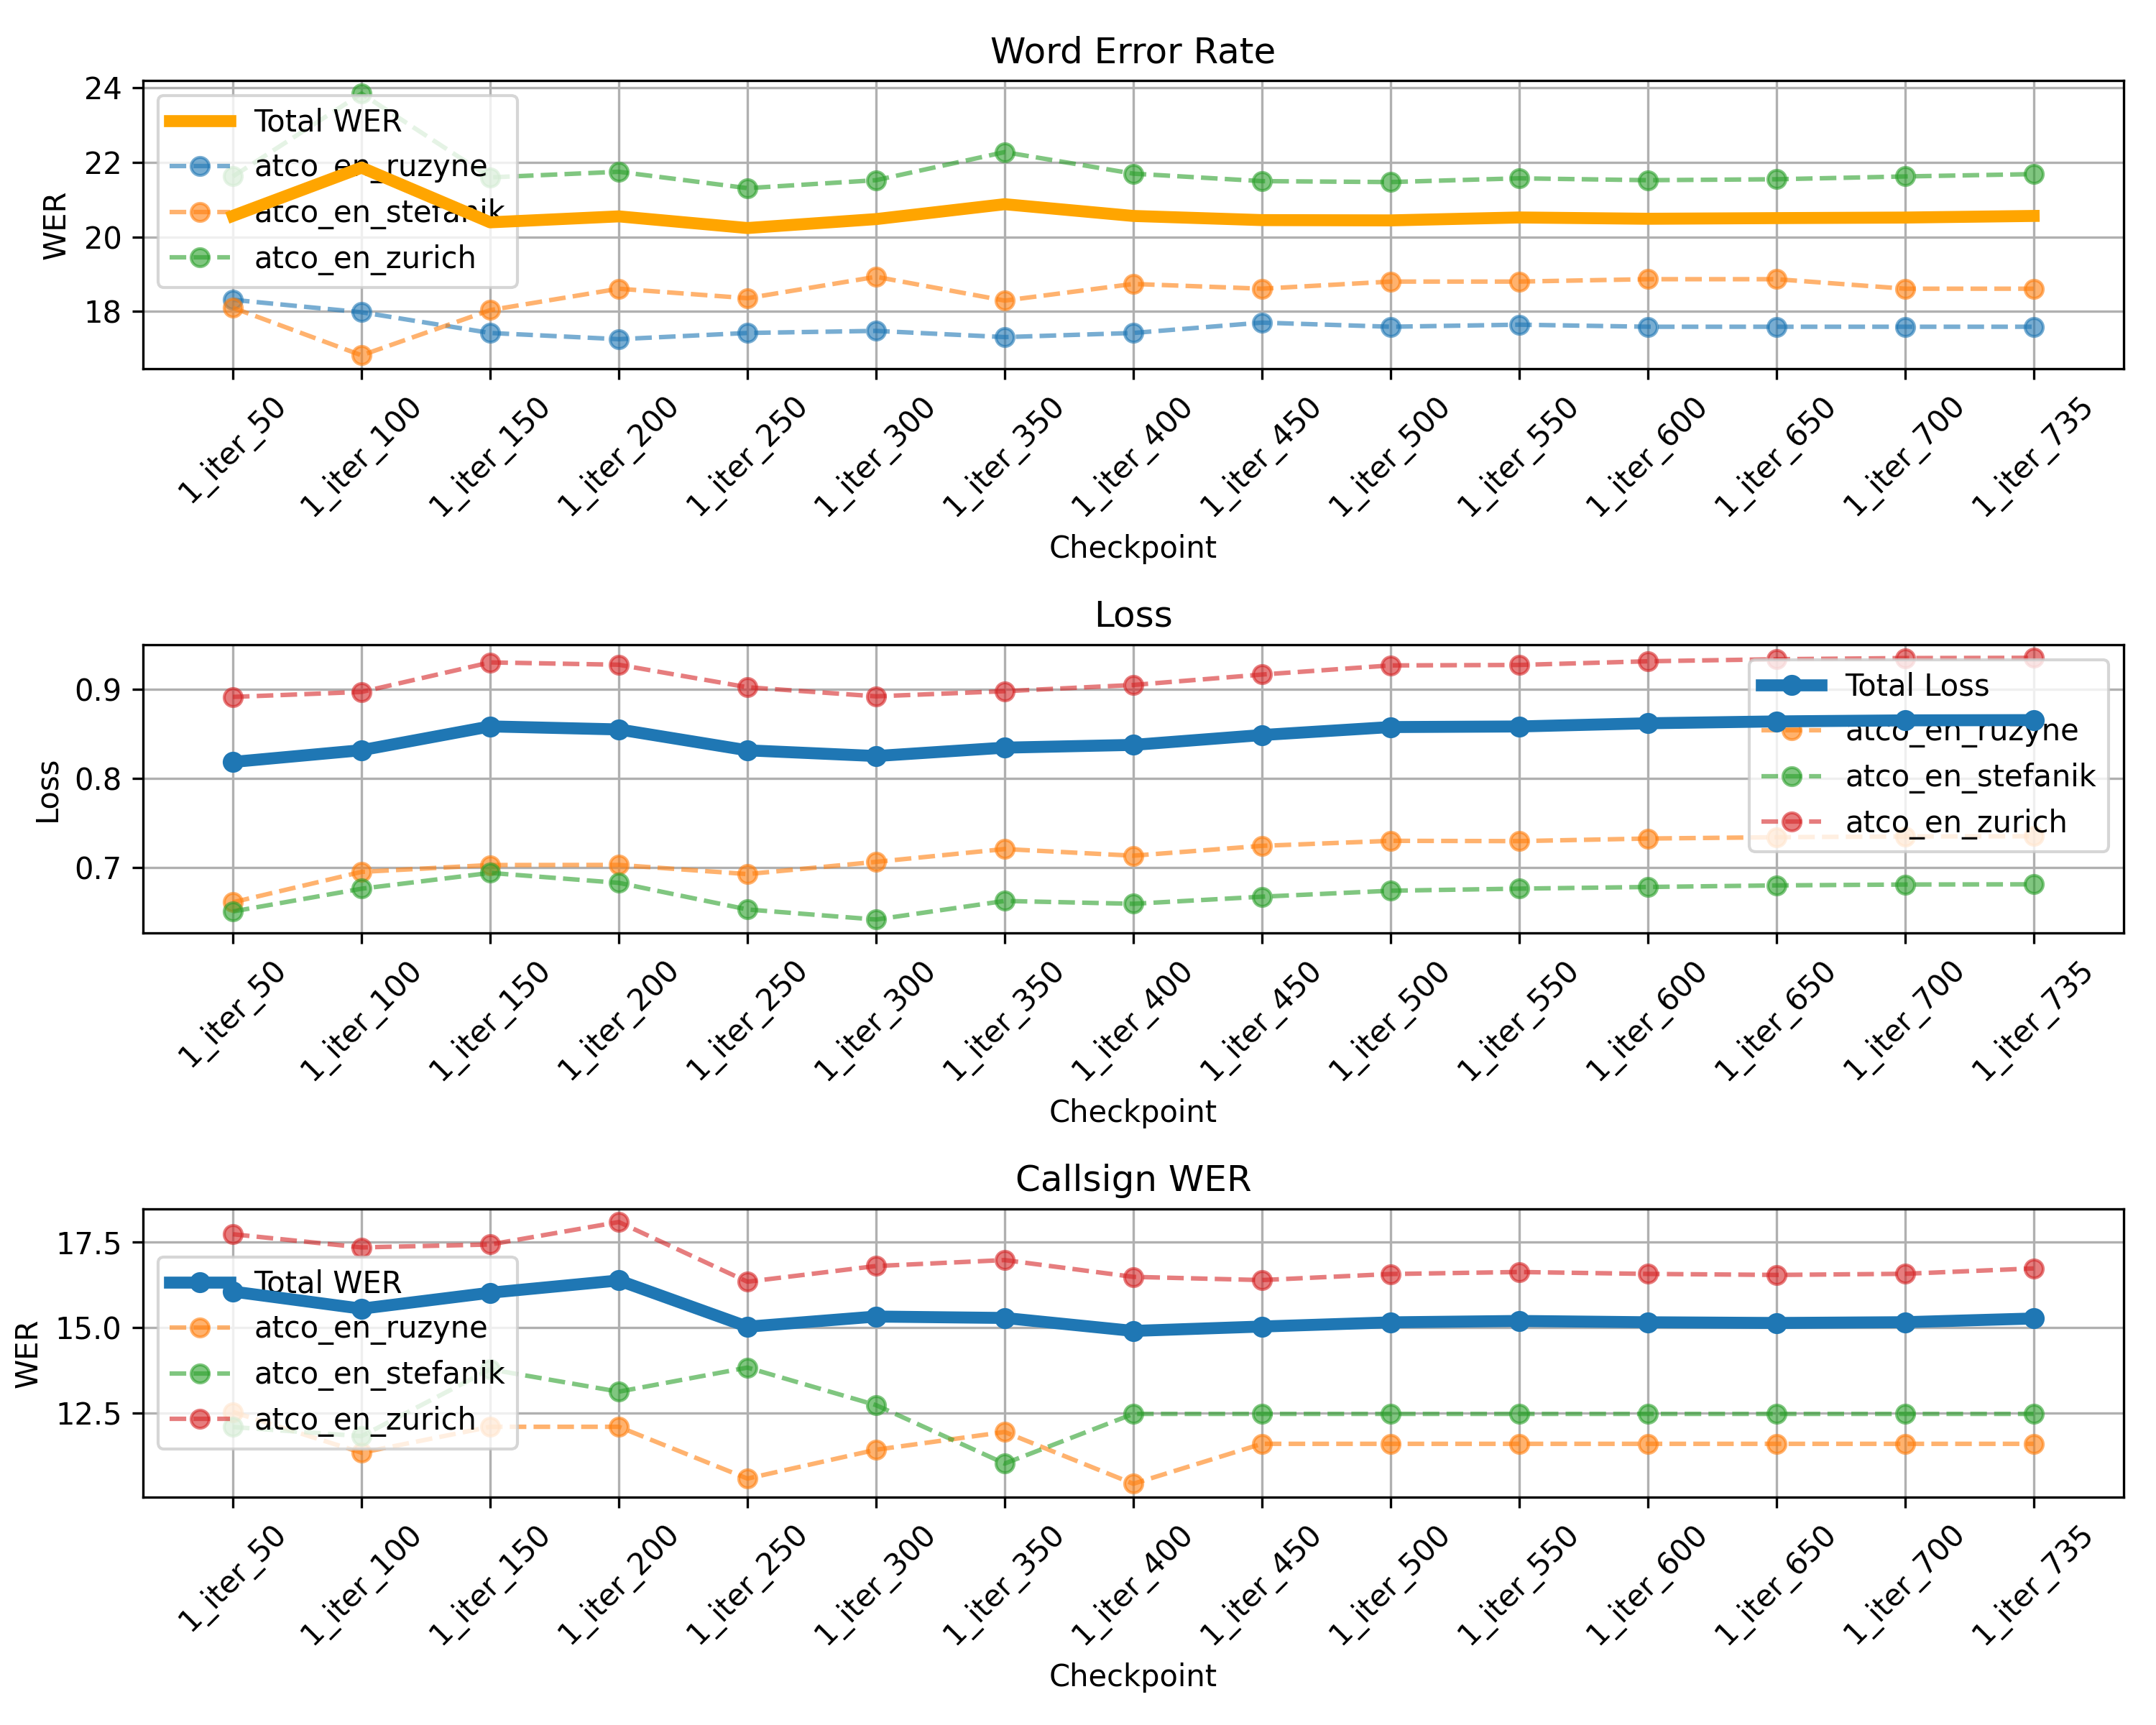 Word Error Rate
WER
24
22
20
18
Total WER
atco_en_ruzyne
atco_en_stefanik
atco_en_zurich
1_iter_50
1_iter_100
1_iter_150
1_iter_200
1_iter_250
1_iter_300
1_iter_350
1_iter_400
1_iter_450
1_iter_500
1_iter_550
1_iter_600
1_iter_650
1_iter_700
1_iter_735
Checkpoint
Loss
Loss
0.9
0.8
0.7
Total Loss
atco_en_ruzyne
atco_en_stefanik
atco_en_zurich
1_iter_50
1_iter_100
1_iter_150
1_iter_200
1_iter_250
1_iter_300
1_iter_350
1_iter_400
1_iter_450
1_iter_500
1_iter_550
1_iter_600
1_iter_650
1_iter_700
1_iter_735
Checkpoint
Callsign WER
WER
17.5
15.0
12.5
Total WER
atco_en_ruzyne
atco_en_stefanik
atco_en_zurich
1_iter_50
1_iter_100
1_iter_150
1_iter_200
1_iter_250
1_iter_300
1_iter_350
1_iter_400
1_iter_450
1_iter_500
1_iter_550
1_iter_600
1_iter_650
1_iter_700
1_iter_735
Checkpoint